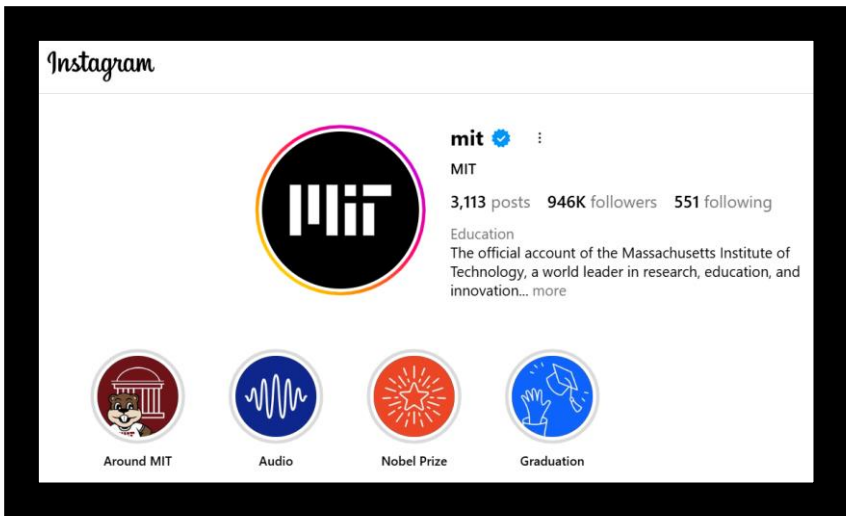 Instagram
mit
MIT
MIT
3,113 posts 946K followers 551 following
Education
The official account of the Massachusetts Institute of
Technology, a world leader in research, education, and
innovation... more
Around MIT Audio Nobel Prize Graduation